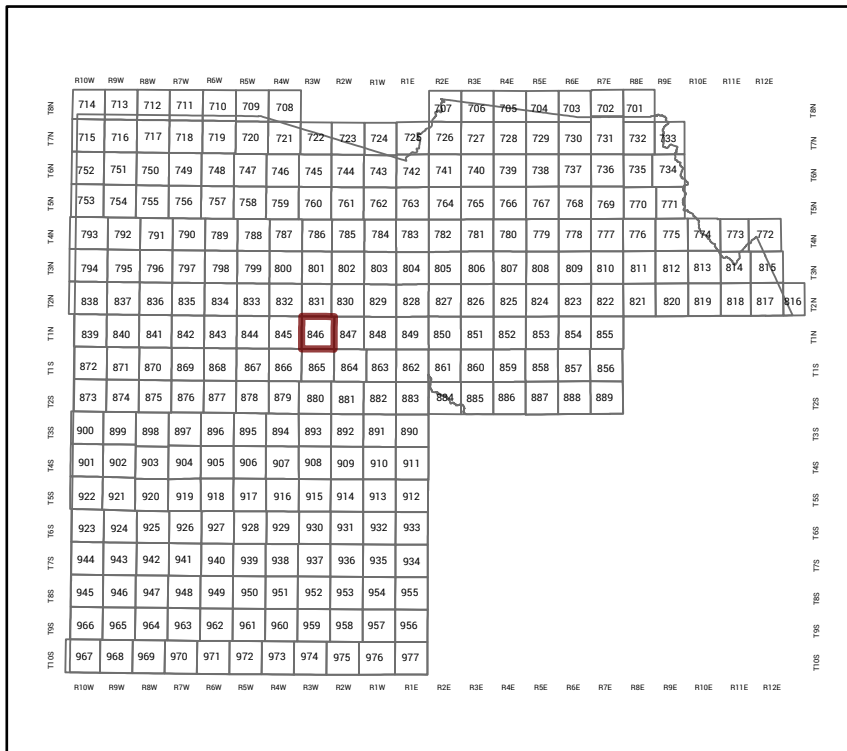 R10W R9W R8W R7W R6W R5W R4W R3W R2W R1W R1E R2E R3E R4E R5E R6E R7E R8E R9E R10E R11E R12E
T8N 714 713 712 711 710 709 708 707 706 705 704 703 702 701 T8N
T7N 715 716 717 718 719 720 721 722 723 724 725 726 727 728 729 730 731 732 733 T7N
T6N 752 751 750 749 748 747 746 745 744 743 742 741 740 739 738 737 736 735 734 T6N
T5N 753 754 755 756 757 758 759 760 761 762 763 764 765 766 767 768 769 770 771 T5N
T4N 793 792 791 790 789 788 787 786 785 784 783 782 781 780 779 778 777 776 775 774 773 772 T4N
T3N 794 795 796 797 798 799 800 801 802 803 804 805 806 807 808 809 810 811 812 813 814 815 T3N
T2N 838 837 836 835 834 833 832 831 830 829 828 827 826 825 824 823 822 821 820 819 818 817 816 T2N
T1N 839 840 841 842 843 844 845 846 847 848 849 850 851 852 853 854 855 T1N
T1S 872 871 870 869 868 867 866 865 864 863 862 861 860 859 858 857 856 T1S
T2S 873 874 875 876 877 878 879 880 881 882 883 884 885 886 887 888 889 T2S
T3S 900 899 898 897 896 895 894 893 892 891 890 T3S
T4S 901 902 903 904 905 906 907 908 909 910 911 T4S
T5S 922 921 920 919 918 917 916 915 914 913 912 T5S
T6S 923 924 925 926 927 928 929 930 931 932 933 T6S
T7S 944 943 942 941 940 939 938 937 936 935 934 T7S
T8S 945 946 947 948 949 950 951 952 953 954 955 T8S
T9S 966 965 964 963 962 961 960 959 958 957 956 T9S
T10S 967 968 969 970 971 972 973 974 975 976 977 T10S
R10W R9W R8W R7W R6W R5W R4W R3W R2W R1W R1E R2E R3E R4E R5E R6E R7E R8E R9E R10E R11E R12E